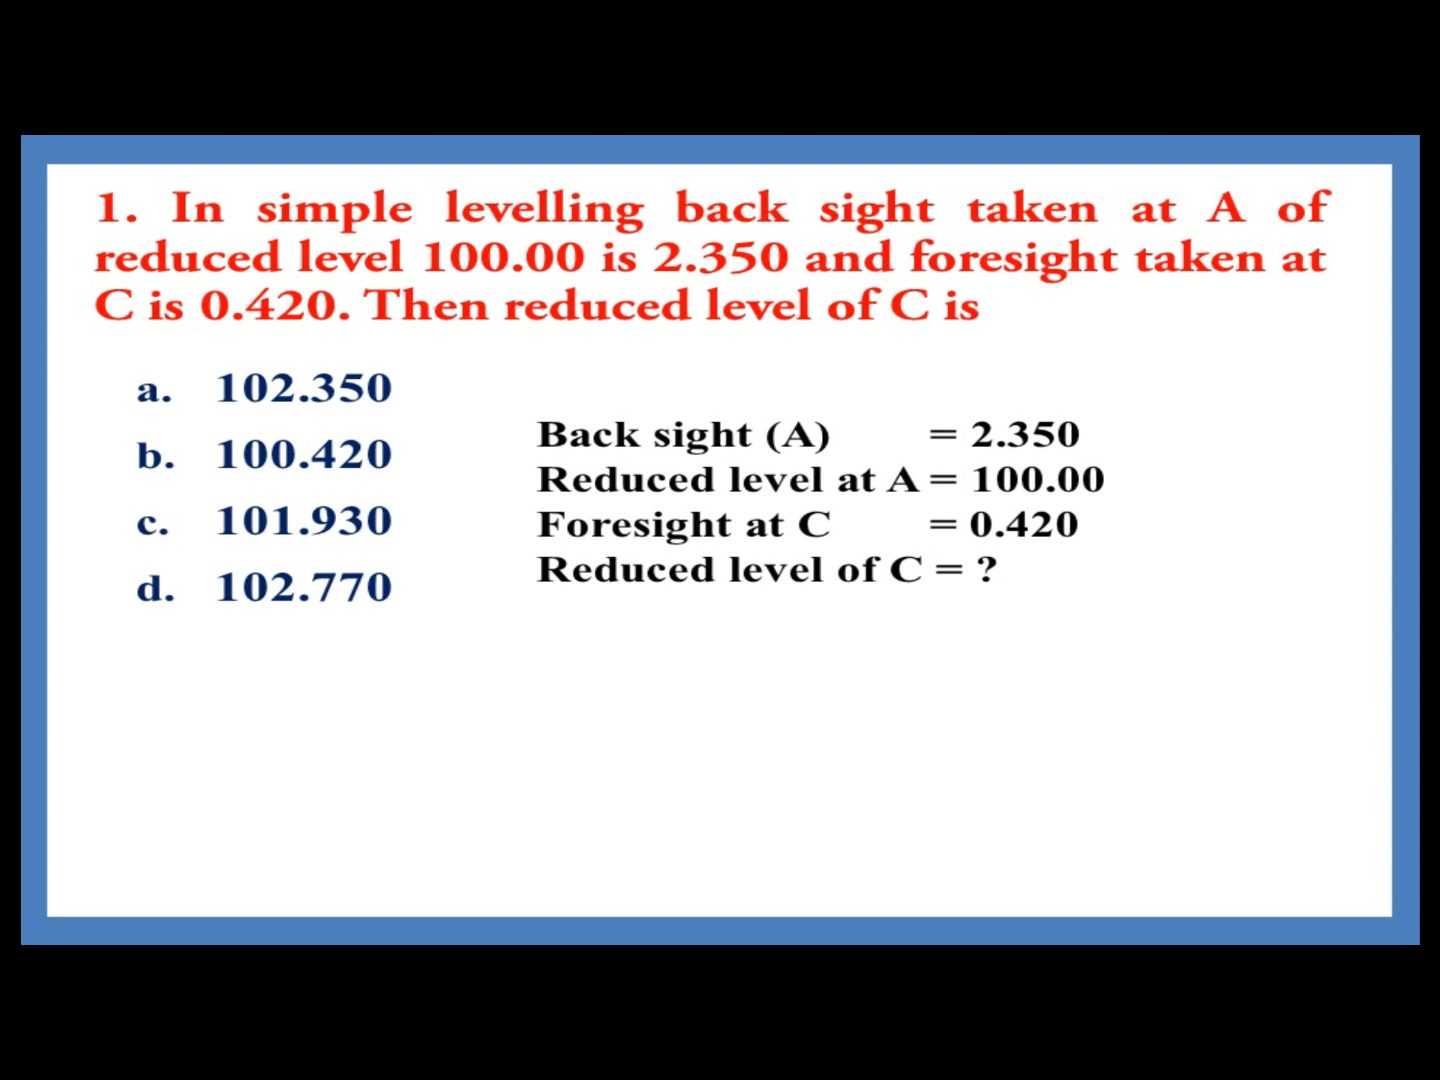 1. In simple levelling back sight taken at A of
reduced level 100.00 is 2.350 and foresight taken at
C is 0.420. Then reduced level of C is
a. 102.350
b. 100.420
c. 101.930
d. 102.770
Back sight (A) = 2.350
Reduced level at A = 100.00
Foresight at C = 0.420
Reduced level of C = ?